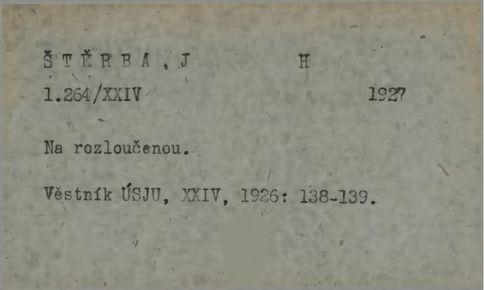 ŠTĚRBA, J H
1.264/XXIV 1927
Na rozloučenou.
Věstník ÚSJU, XXIV, 1926: 138-139.